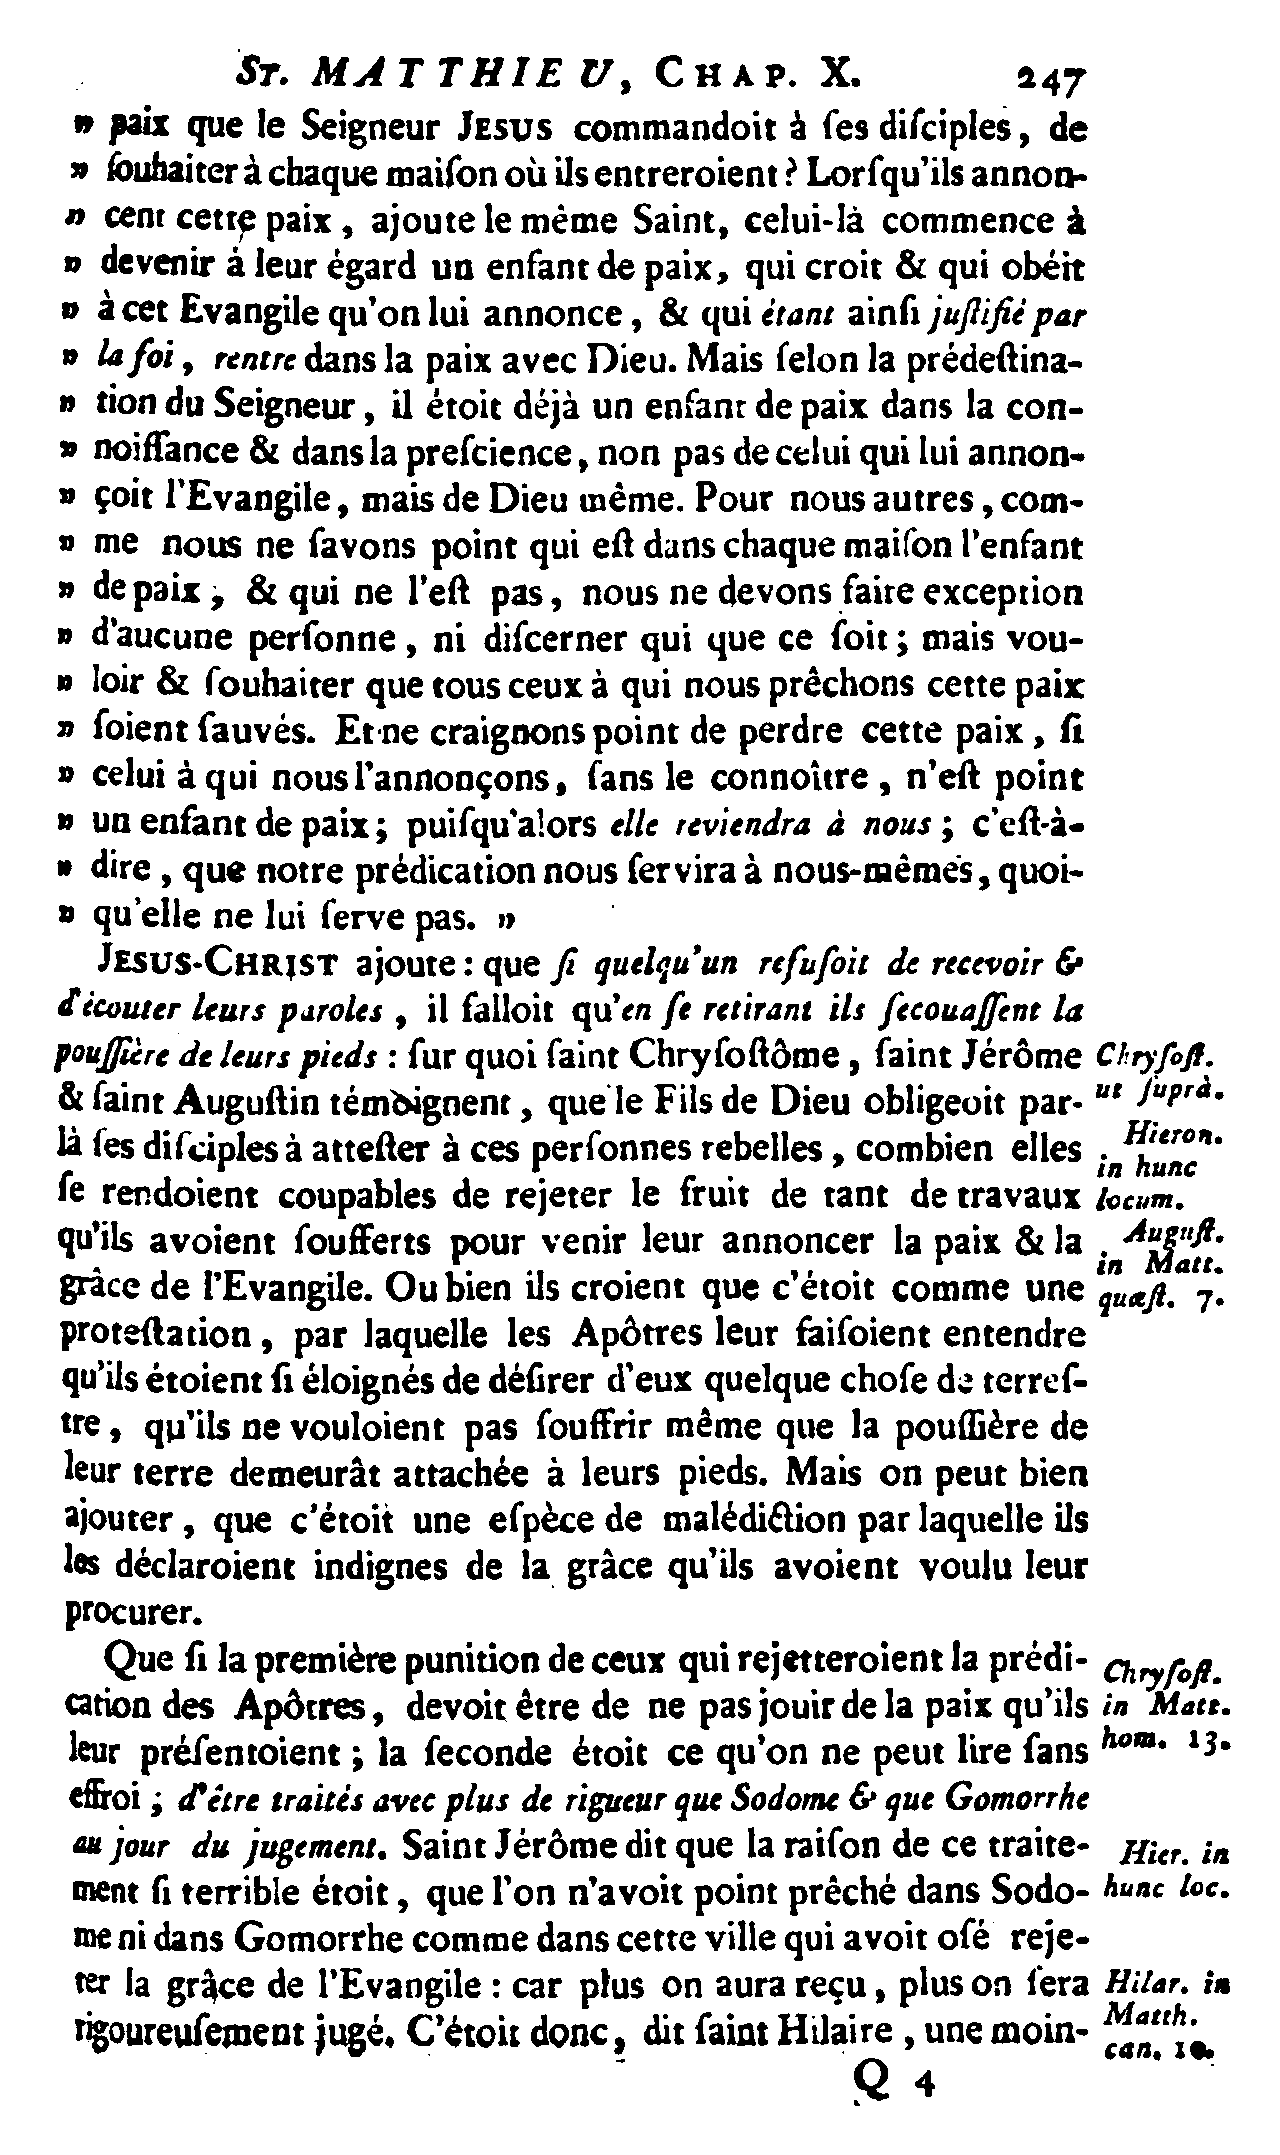 ST. MATTHIEU, CHAP. X. 247
» paix que le Seigneur JESUS commandoit à ſes diſciples, de
» ſouhaiter à chaque maiſon où ils entreroient ? Lorſqu'ils annon-
» cent cette paix, ajoute le même Saint, celui-là commence à
» devenir à leur égard un enfant de paix, qui croit & qui obéit
» à cet Evangile qu'on lui annonce, & qui étant ainſi juſtifié par
» la foi, rentre dans la paix avec Dieu. Mais ſelon la prédeſtina-
» tion du Seigneur, il étoit déjà un enfant de paix dans la con-
» noiſſance & dans la preſcience, non pas de celui qui lui annon-
» çoit l'Evangile, mais de Dieu même. Pour nous autres, com-
» me nous ne ſavons point qui eſt dans chaque maiſon l'enfant
» de paix, & qui ne l'eſt pas, nous ne devons faire exception
» d'aucune perſonne, ni diſcerner qui que ce ſoit ; mais vou-
» loir & ſouhaiter que tous ceux à qui nous prêchons cette paix
» ſoient ſauvés. Et ne craignons point de perdre cette paix, ſi
» celui à qui nous l'annonçons, ſans le connoître, n'eſt point
» un enfant de paix ; puiſqu'alors elle reviendra à nous ; c'eſt-à-
» dire, que notre prédication nous ſervira à nous-mêmes, quoi-
» qu'elle ne lui ſerve pas. »
JESUS-CHRIST ajoute : que ſi quelqu'un refuſoit de recevoir &
d'écouter leurs paroles, il falloit qu'en ſe retirant ils ſecouaſſent la
pouſſière de leurs pieds : ſur quoi ſaint Chryſoſtôme, ſaint Jérôme
& ſaint Auguſtin témoignent, que le Fils de Dieu obligeoit par-
là ſes diſciples à atteſter à ces perſonnes rebelles, combien elles
ſe rendoient coupables de rejeter le fruit de tant de travaux
qu'ils avoient ſoufferts pour venir leur annoncer la paix & la
grâce de l'Evangile. Ou bien ils croient que c'étoit comme une
proteſtation, par laquelle les Apôtres leur faiſoient entendre
qu'ils étoient ſi éloignés de déſirer d'eux quelque choſe de terreſ-
tre, qu'ils ne vouloient pas ſouffrir même que la pouſſière de
leur terre demeurât attachée à leurs pieds. Mais on peut bien
ajouter, que c'étoit une eſpèce de malédiction par laquelle ils
les déclaroient indignes de la grâce qu'ils avoient voulu leur
procurer.
Chryſoſt.
ut ſuprà.
Hieron.
in hunc
locum.
Auguſt.
in Matt.
quæſt. 7.
Que ſi la première punition de ceux qui rejetteroient la prédi-
cation des Apôtres, devoit être de ne pas jouir de la paix qu'ils
leur préſentoient ; la ſeconde étoit ce qu'on ne peut lire ſans
effroi ; d'être traités avec plus de rigueur que Sodome & que Gomorrhe
au jour du jugement. Saint Jérôme dit que la raiſon de ce traite-
ment ſi terrible étoit, que l'on n'avoit point prêché dans Sodo-
me ni dans Gomorrhe comme dans cette ville qui avoit oſé reje-
ter la grâce de l'Evangile : car plus on aura reçu, plus on ſera
rigoureuſement jugé. C'étoit donc, dit ſaint Hilaire, une moin-
Chryſoſt.
in Matt.
hom. 13.
Hier. in
hunc loc.
Hilar. in
Matth.
can. 10.
Q 4